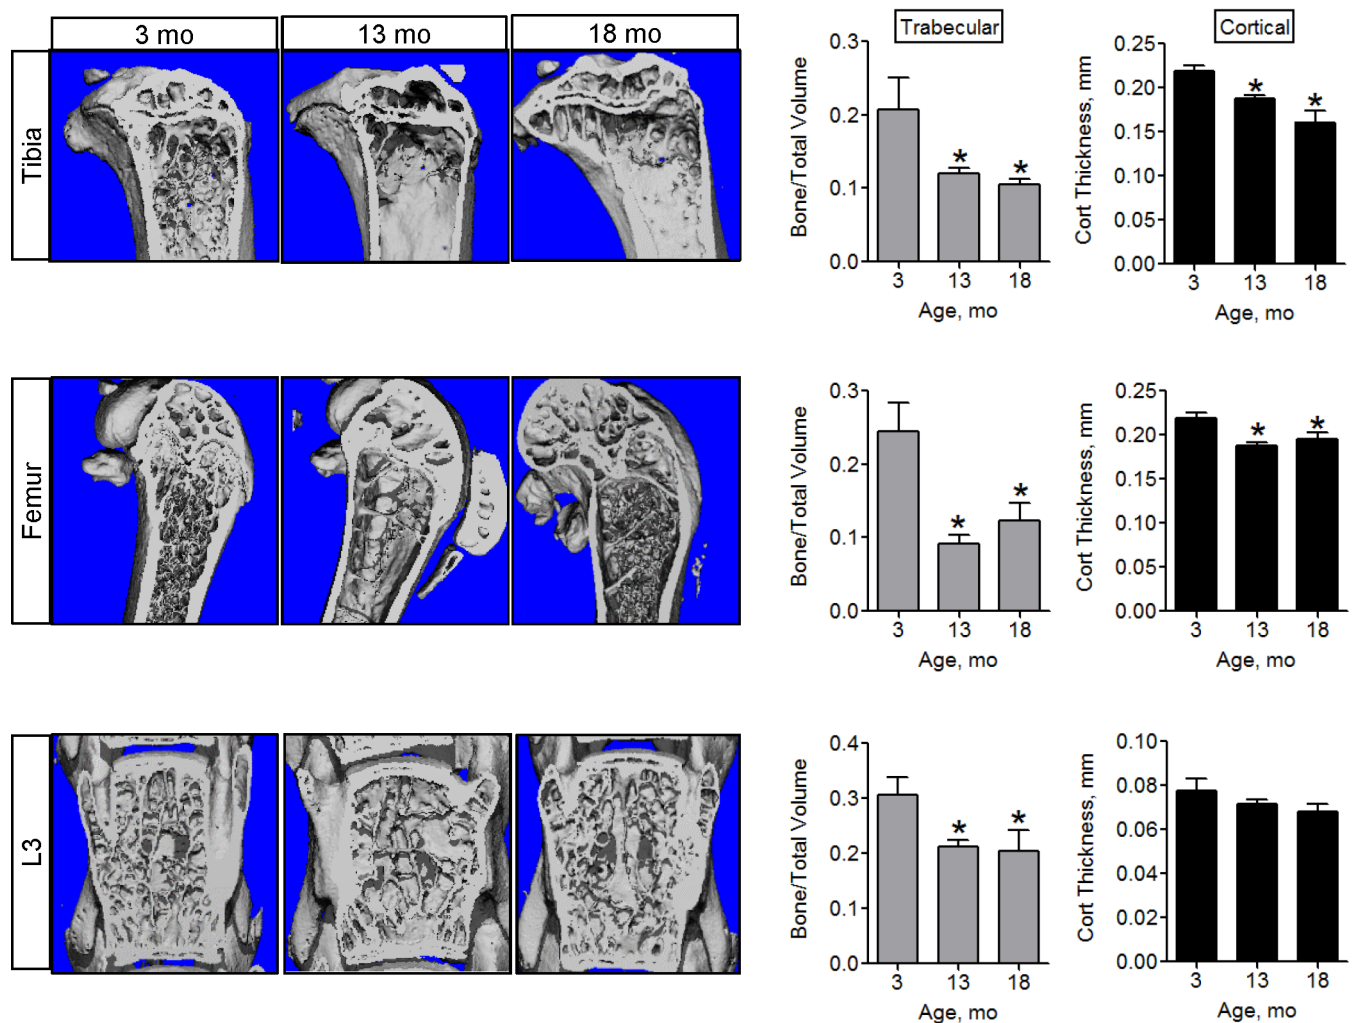 3 mo
13 mo
18 mo
Trabecular
Cortical
Tibia
Bone/Total Volume
0.3
0.2
0.1
0.0
* *
3 13 18
Age, mo
Cort Thickness, mm
0.25
0.20
0.15
0.10
0.05
0.00
* *
3 13 18
Age, mo
Femur
Bone/Total Volume
0.3
0.2
0.1
0.0
* *
3 13 18
Age, mo
Cort Thickness, mm
0.25
0.20
0.15
0.10
0.05
0.00
* *
3 13 18
Age, mo
L3
Bone/Total Volume
0.4
0.3
0.2
0.1
0.0
* *
3 13 18
Age, mo
Cort Thickness, mm
0.10
0.08
0.06
0.04
0.02
0.00
3 13 18
Age, mo